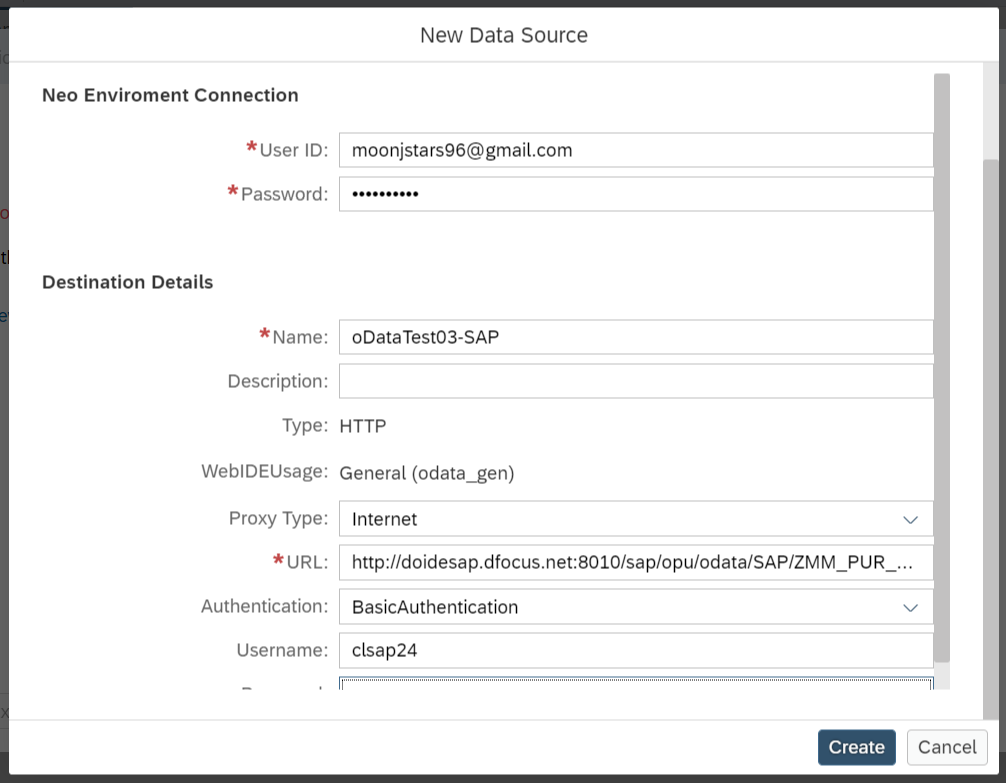 New Data Source
Neo Enviroment Connection
*User ID: moonjstars96@gmail.com
*Password: ••••••••••
Destination Details
*Name: oDataTest03-SAP
Description:
Type: HTTP
WebIDEUsage: General (odata_gen)
Proxy Type: Internet
*URL: http://doidesap.dfocus.net:8010/sap/opu/odata/SAP/ZMM_PUR_...
Authentication: BasicAuthentication
Username: clsap24
Create Cancel